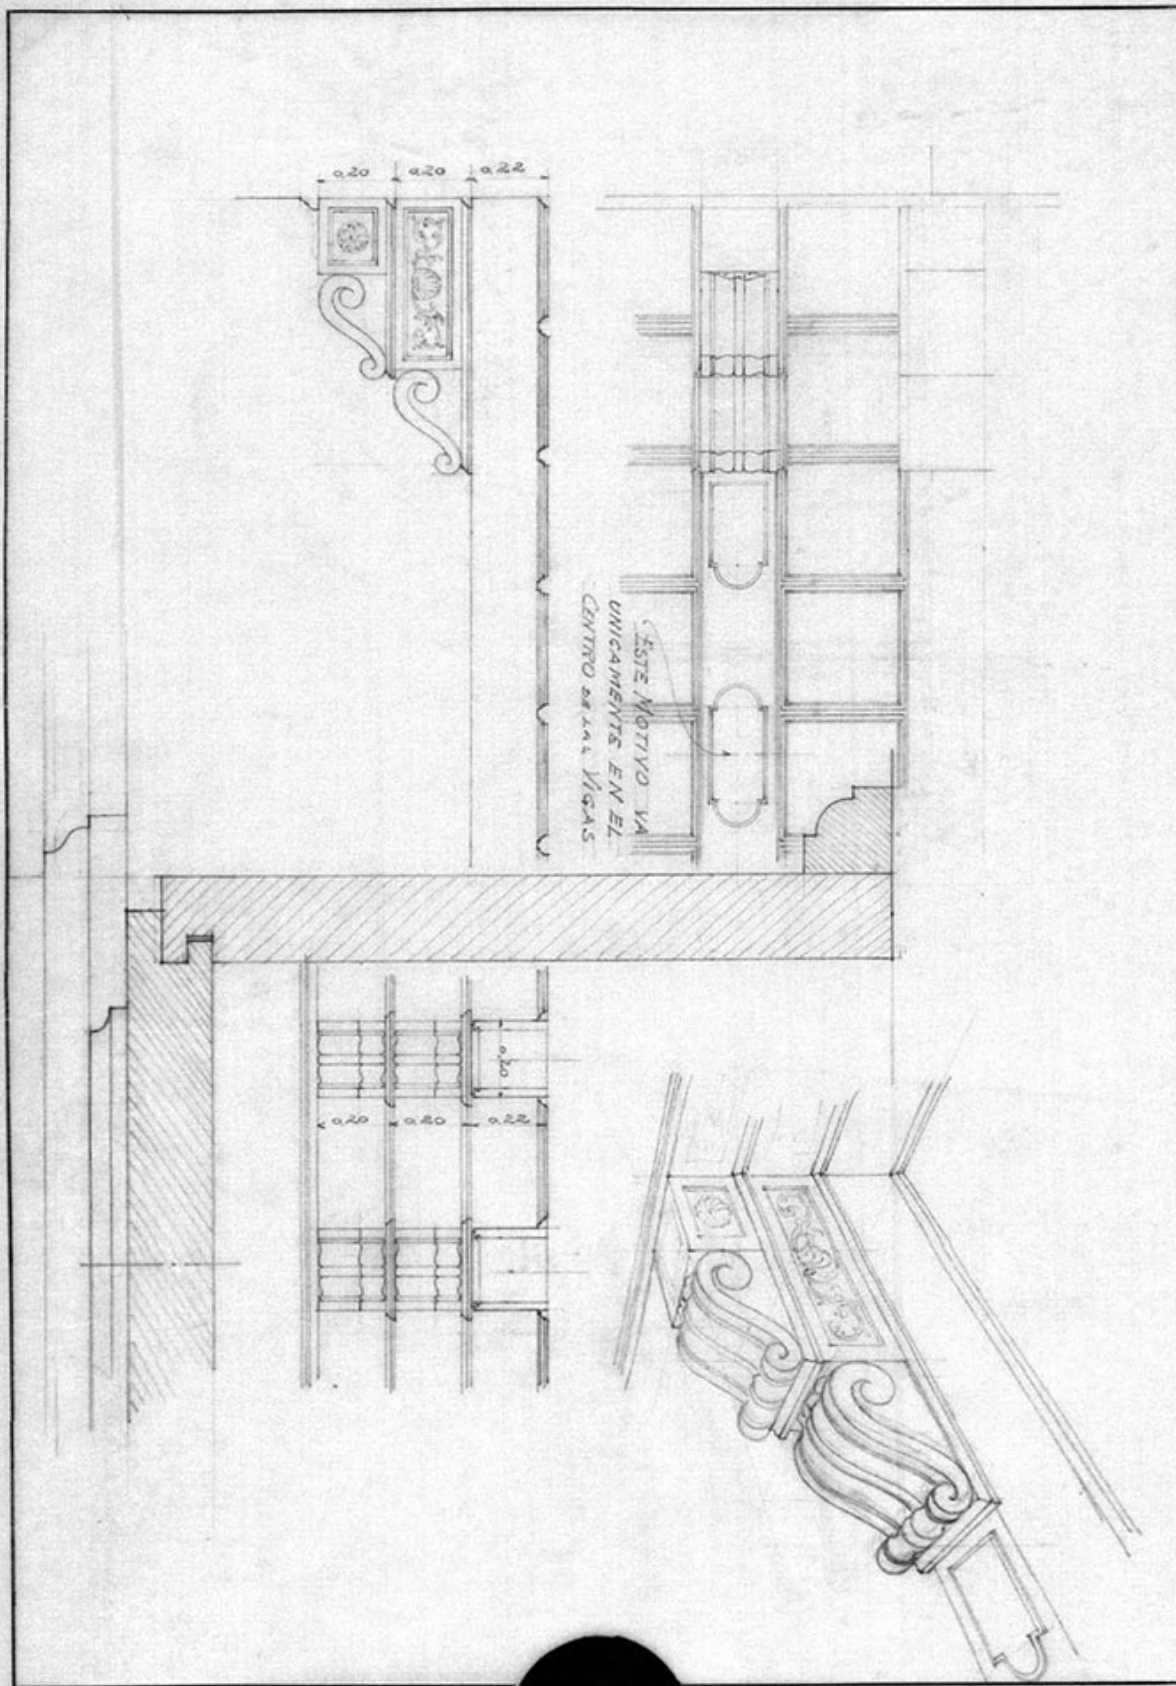 0.20 0.20 0.22
ESTE MOTIVO VA
UNICAMENTE EN EL
CENTRO DE LAS VIGAS
0.20
0.20 0.20 0.22